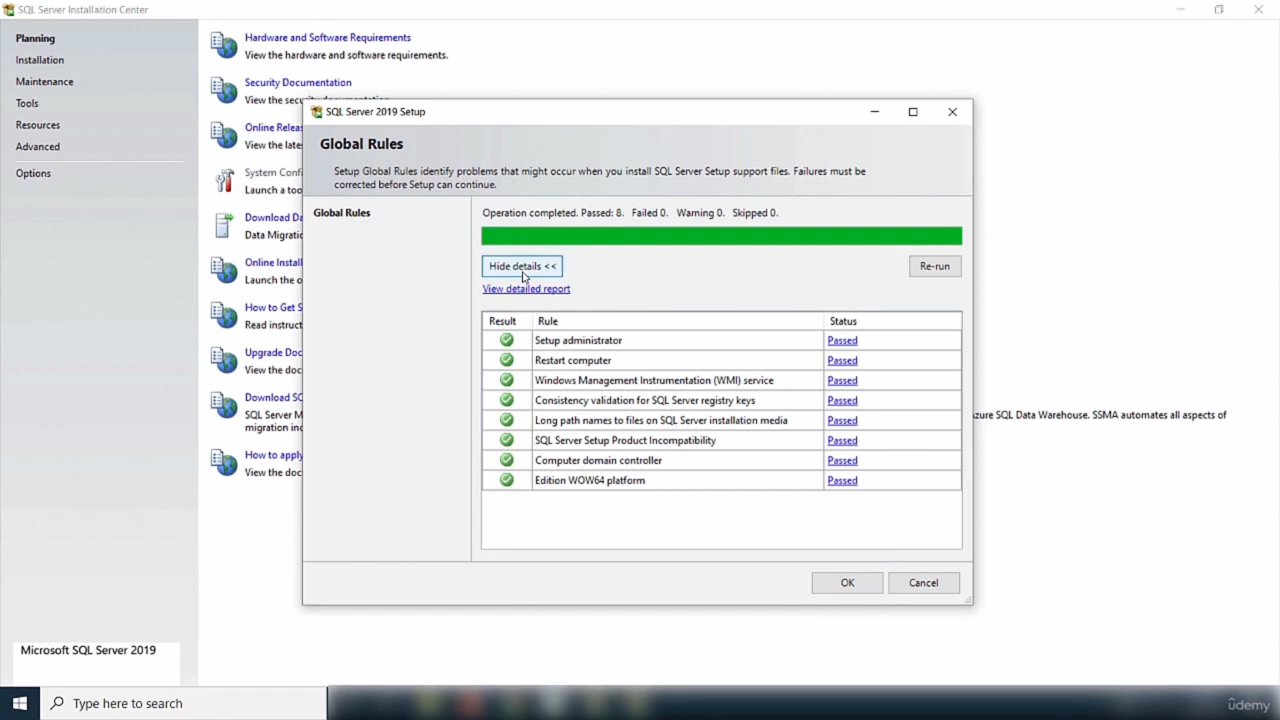 SQL Server Installation Center
Planning
Installation
Maintenance
Tools
Resources
Advanced
Options
Microsoft SQL Server 2019
Hardware and Software Requirements
View the hardware and software requirements.
Security Documentation
View the security documentation.
Online Relea
View the late
System Confi
Launch a too
Download Da
Data Migratio
Online Install
Launch the o
How to Get S
Read instruct
Upgrade Doc
View the doc
Download SQ
SQL Server M
migration inc
Azure SQL Data Warehouse. SSMA automates all aspects of
How to apply
View the doc
SQL Server 2019 Setup
Global Rules
Setup Global Rules identify problems that might occur when you install SQL Server Setup support files. Failures must be
corrected before Setup can continue.
Global Rules
Operation completed. Passed: 8. Failed 0. Warning 0. Skipped 0.
Hide details << Re-run
View detailed report
Result Rule Status
Setup administrator Passed
Restart computer Passed
Windows Management Instrumentation (WMI) service Passed
Consistency validation for SQL Server registry keys Passed
Long path names to files on SQL Server installation media Passed
SQL Server Setup Product Incompatibility Passed
Computer domain controller Passed
Edition WOW64 platform Passed
OK Cancel
Type here to search
ûdemy